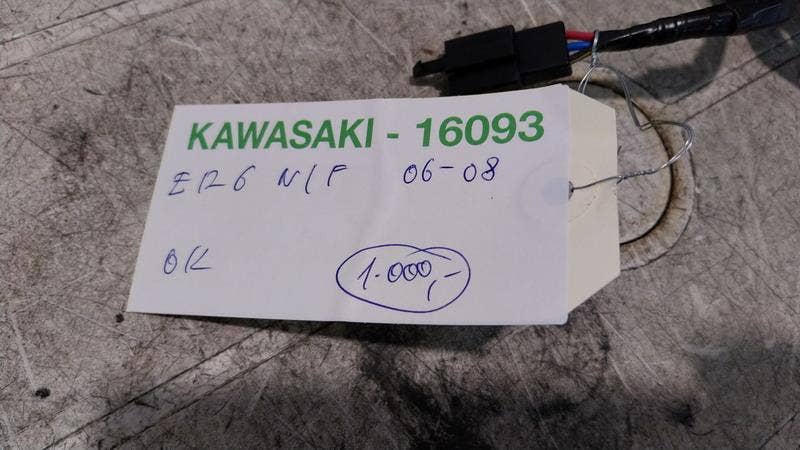 KAWASAKI - 16093
ER6 N/F 06-08
OK
1.000,-